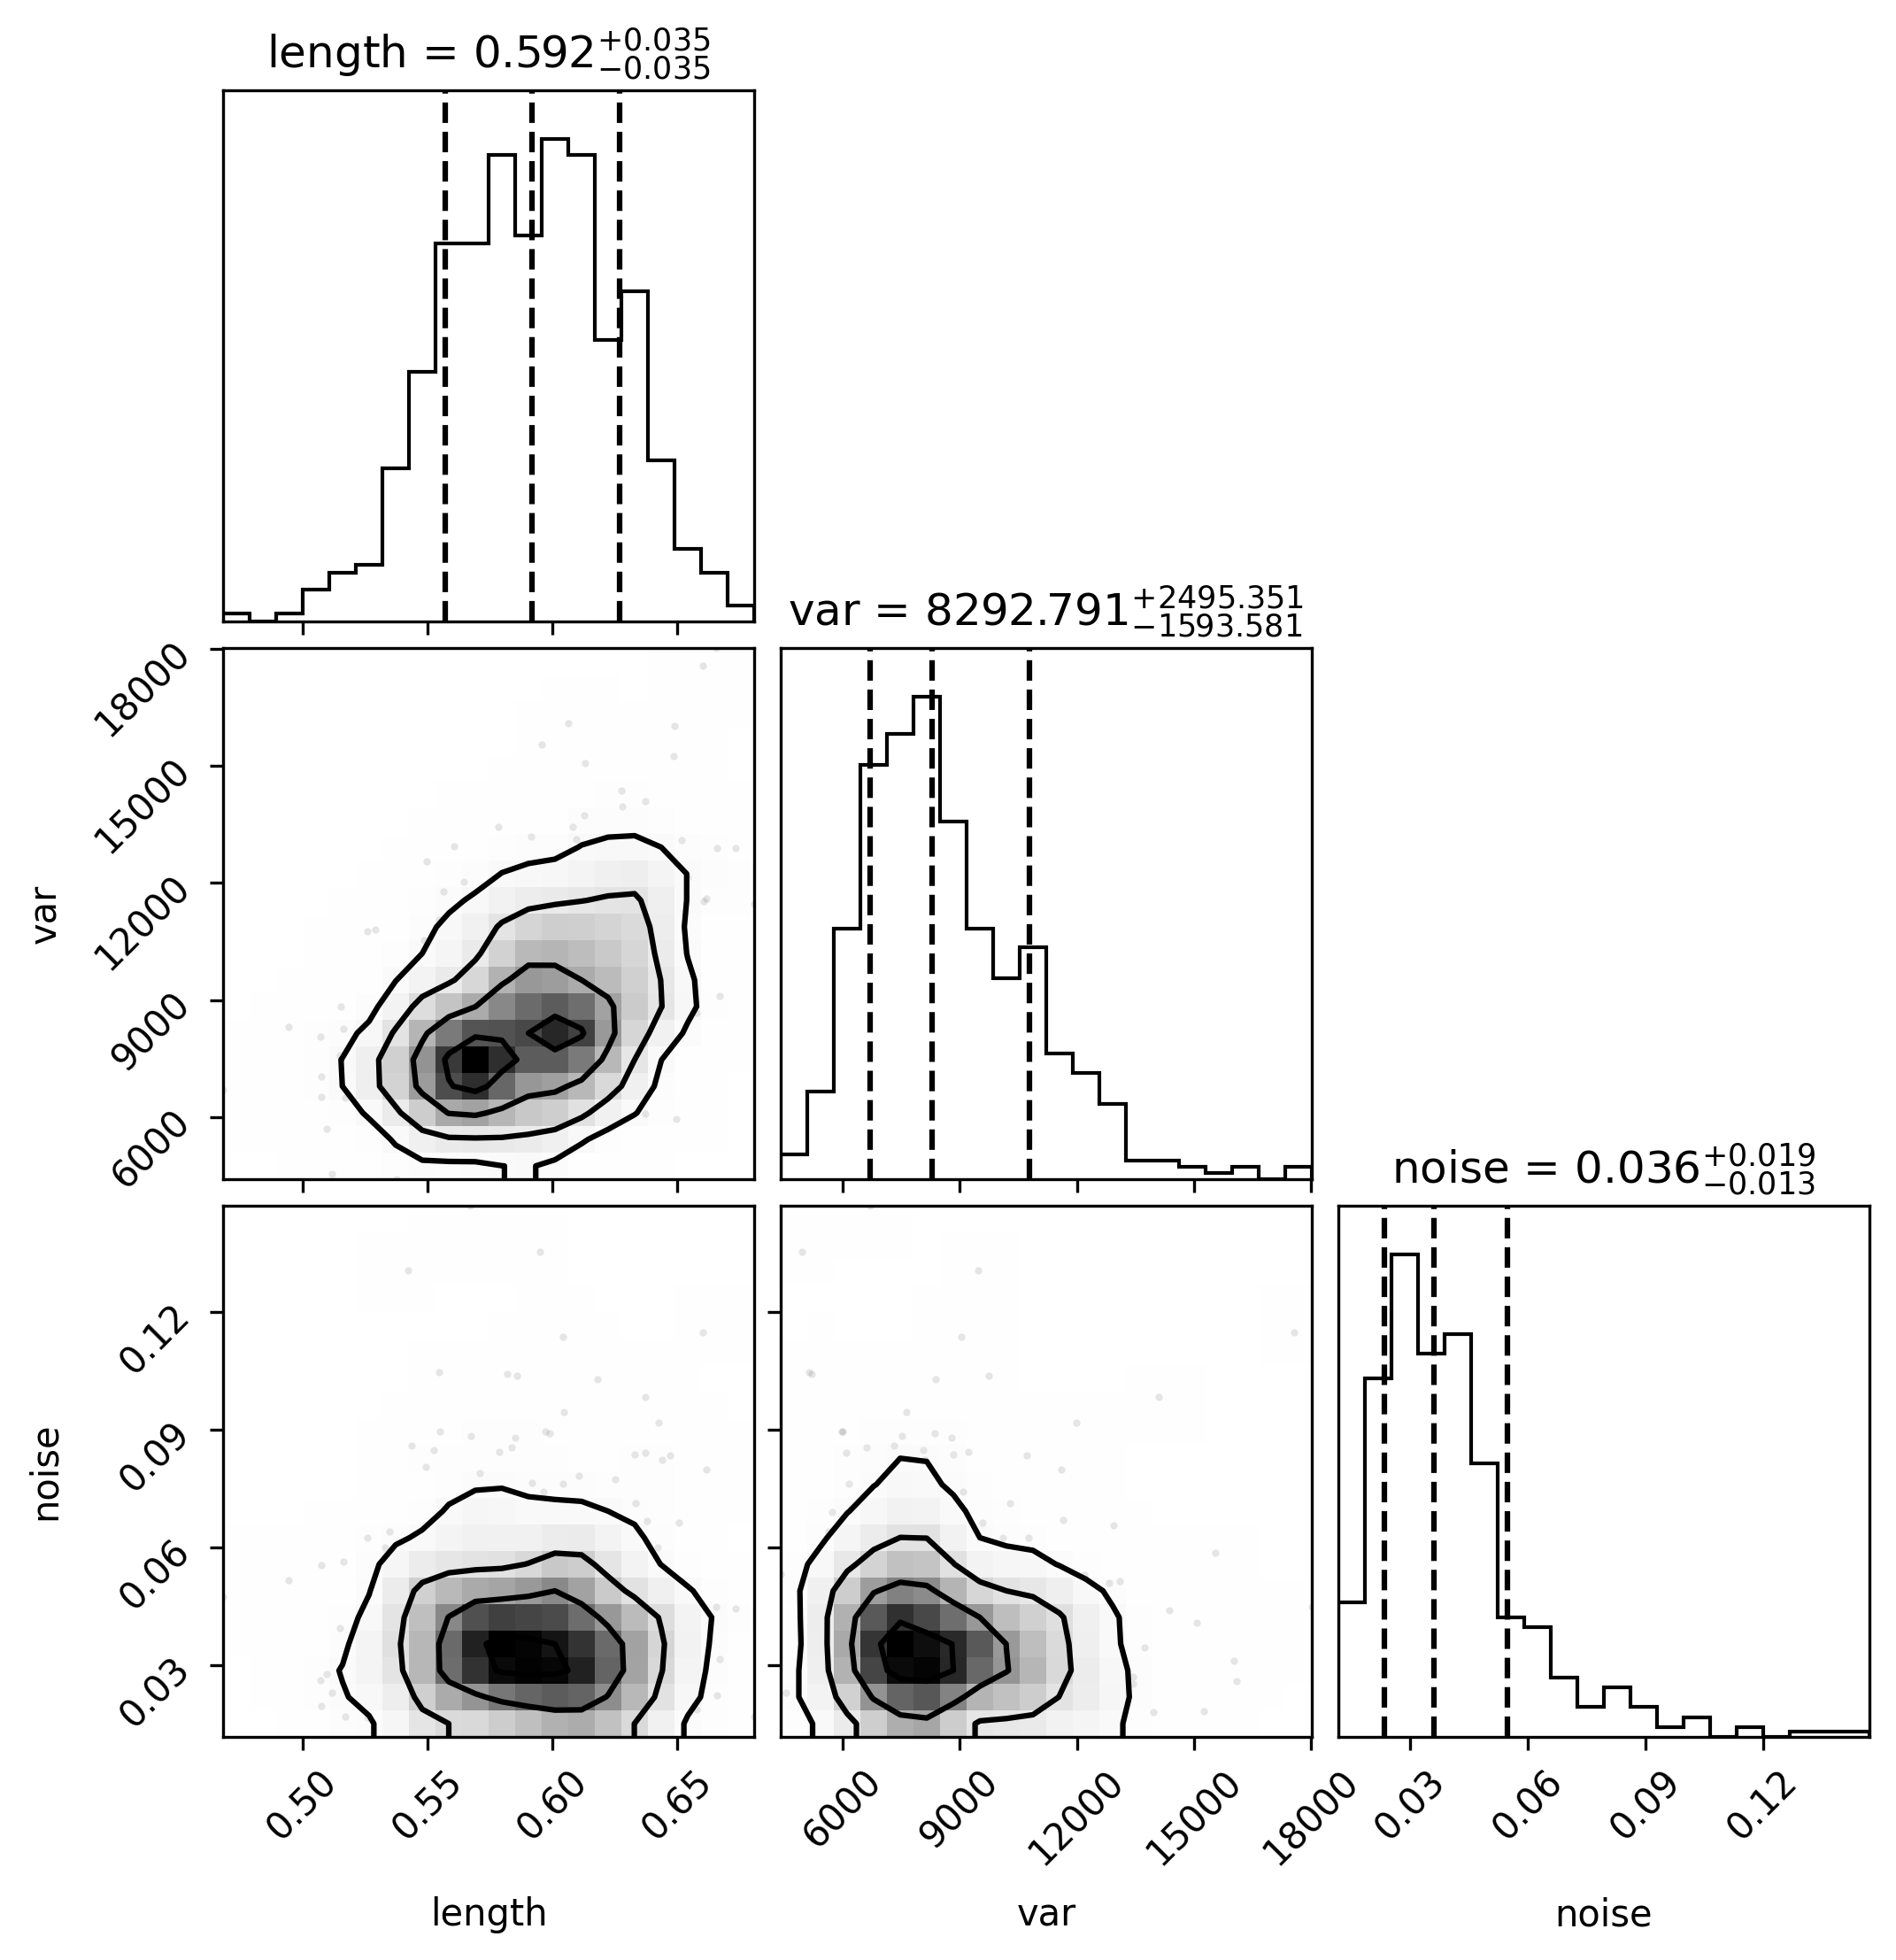 length = 0.592+0.035−0.035
var = 8292.791+2495.351−1593.581
18000
15000
12000
9000
6000
var
noise = 0.036+0.019−0.013
0.12
0.09
0.06
0.03
noise
0.50 0.55 0.60 0.65
6000 9000 12000 15000 18000
0.03 0.06 0.09 0.12
length
var
noise